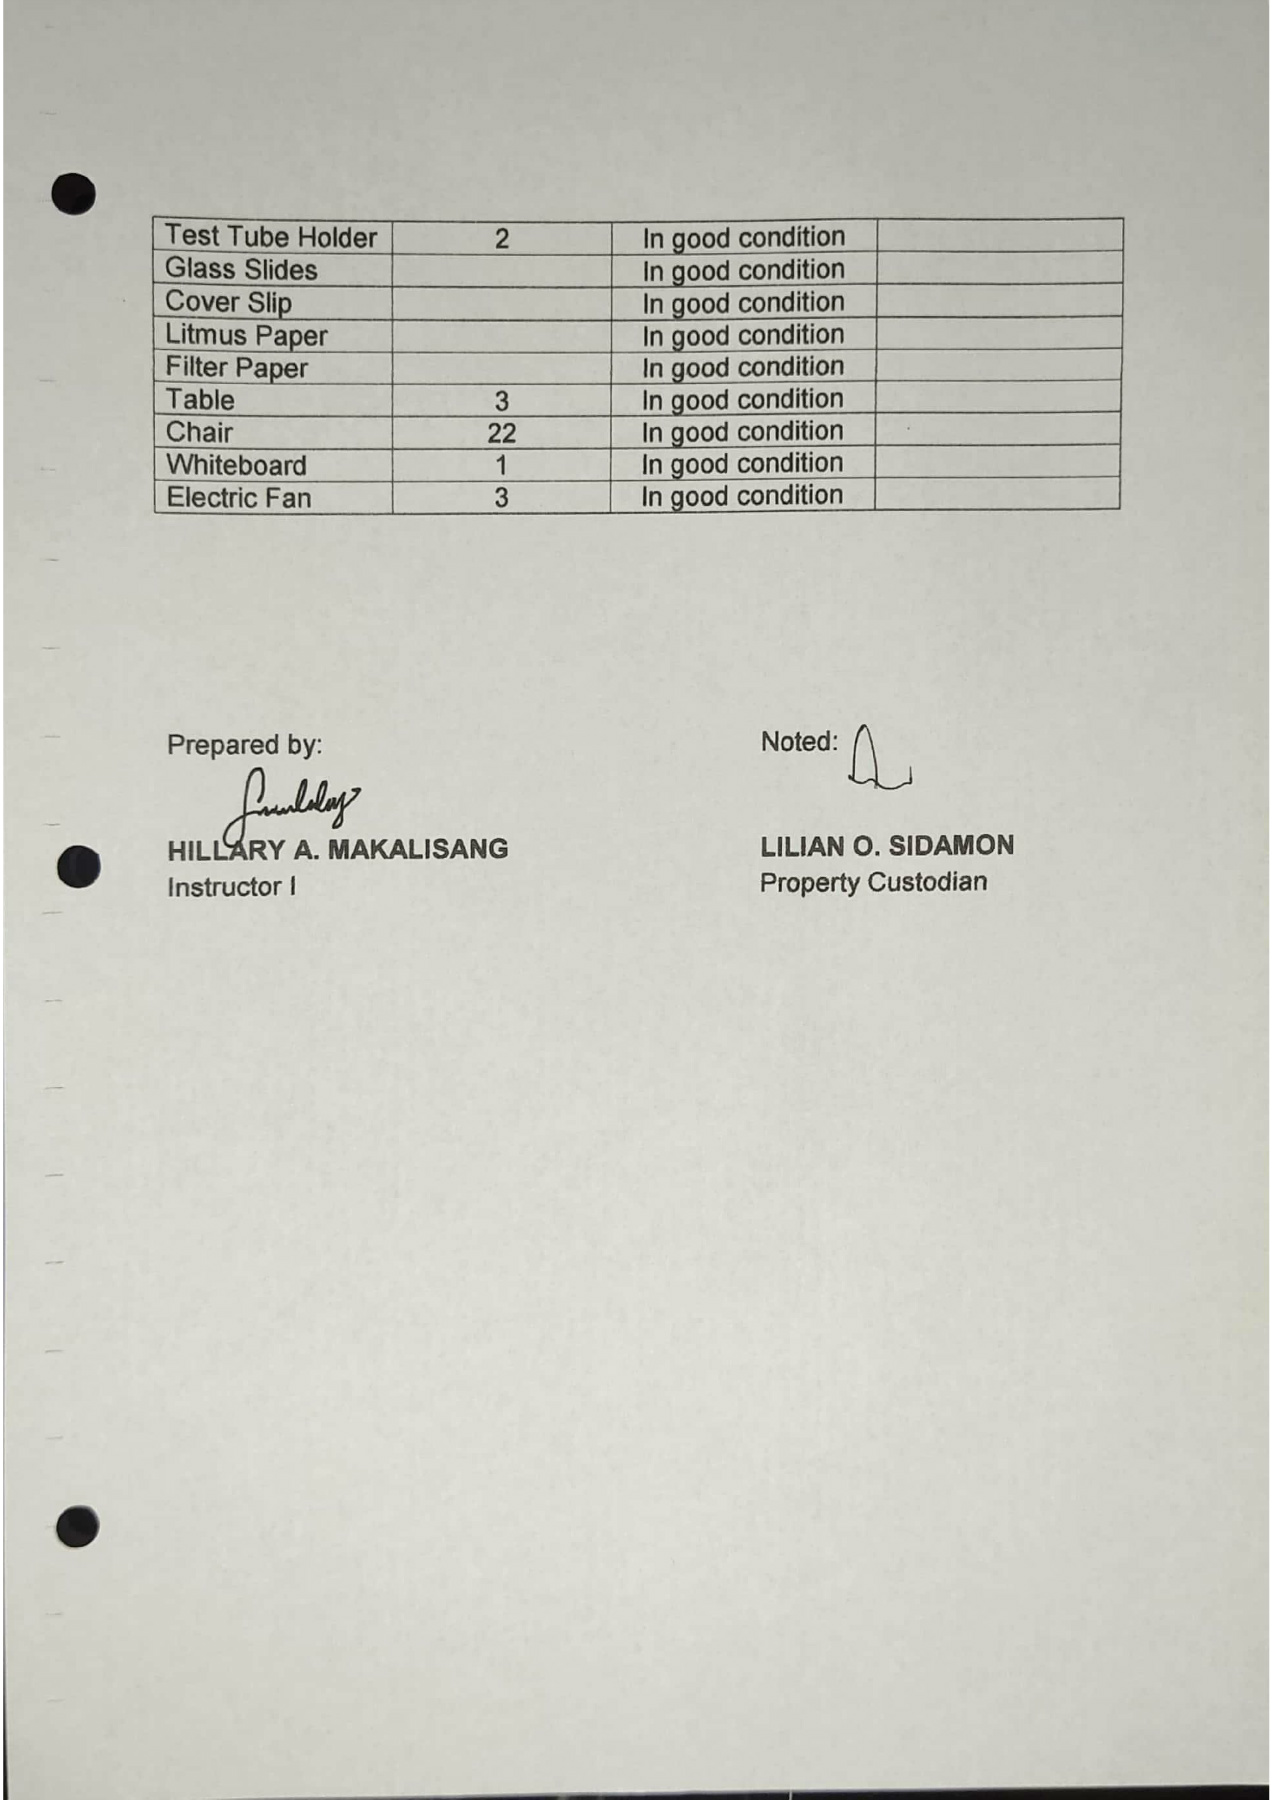 Test Tube Holder 2 In good condition
Glass Slides In good condition
Cover Slip In good condition
Litmus Paper In good condition
Filter Paper In good condition
Table 3 In good condition
Chair 22 In good condition
Whiteboard 1 In good condition
Electric Fan 3 In good condition
Prepared by: Noted:
HILLARY A. MAKALISANG LILIAN O. SIDAMON
Instructor I Property Custodian